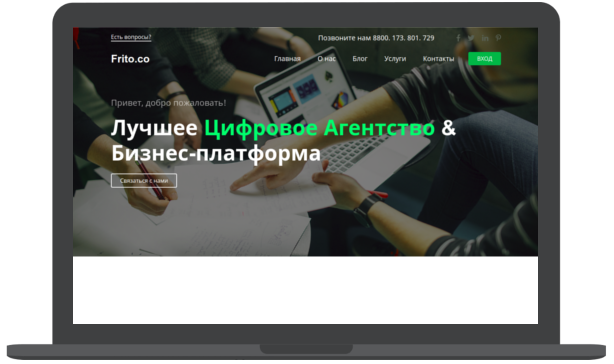 Есть вопросы?
Позвоните нам 8800. 173. 801. 729
Frito.co
Главная О нас Блог Услуги Контакты ВХОД
Привет, добро пожаловать!
Лучшее Цифровое Агентство &
Бизнес-платформа
Связаться с нами